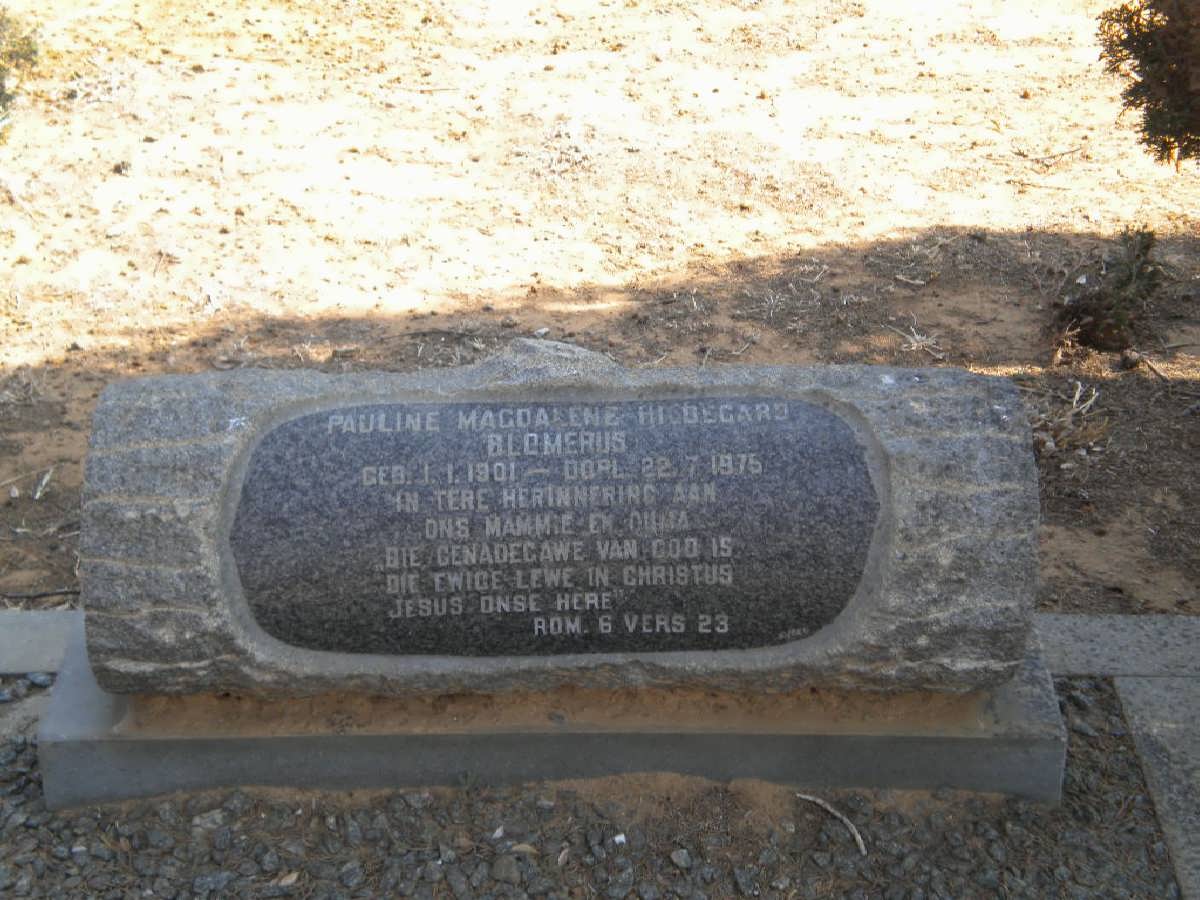 PAULINE MAGDALENE HILDEGARD
BLOMERUS
GEB. 1.1.1901 — OORL. 22.7.1975
IN TERE HERINNERING AAN
ONS MAMMIE EN OUMA
„DIE GENADEGAWE VAN GOD IS
DIE EWIGE LEWE IN CHRISTUS
JESUS ONSE HERE"
ROM. 6 VERS 23